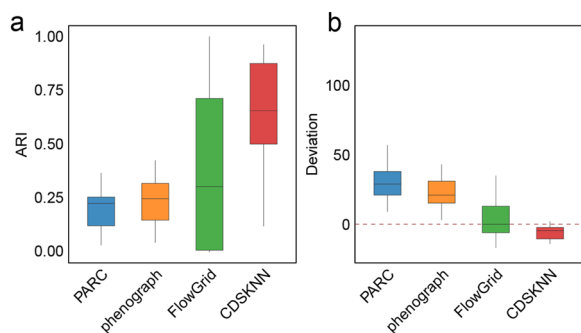 a
1.00
0.75
0.50
0.25
0.00
ARI
PARC
phenograph
FlowGrid
CDSKNN
b
100
50
0
Deviation
PARC
phenograph
FlowGrid
CDSKNN